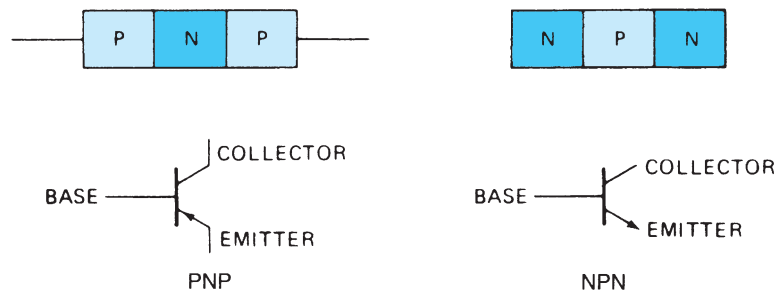 P N P
N P N
COLLECTOR
BASE
EMITTER
PNP
COLLECTOR
BASE
EMITTER
NPN